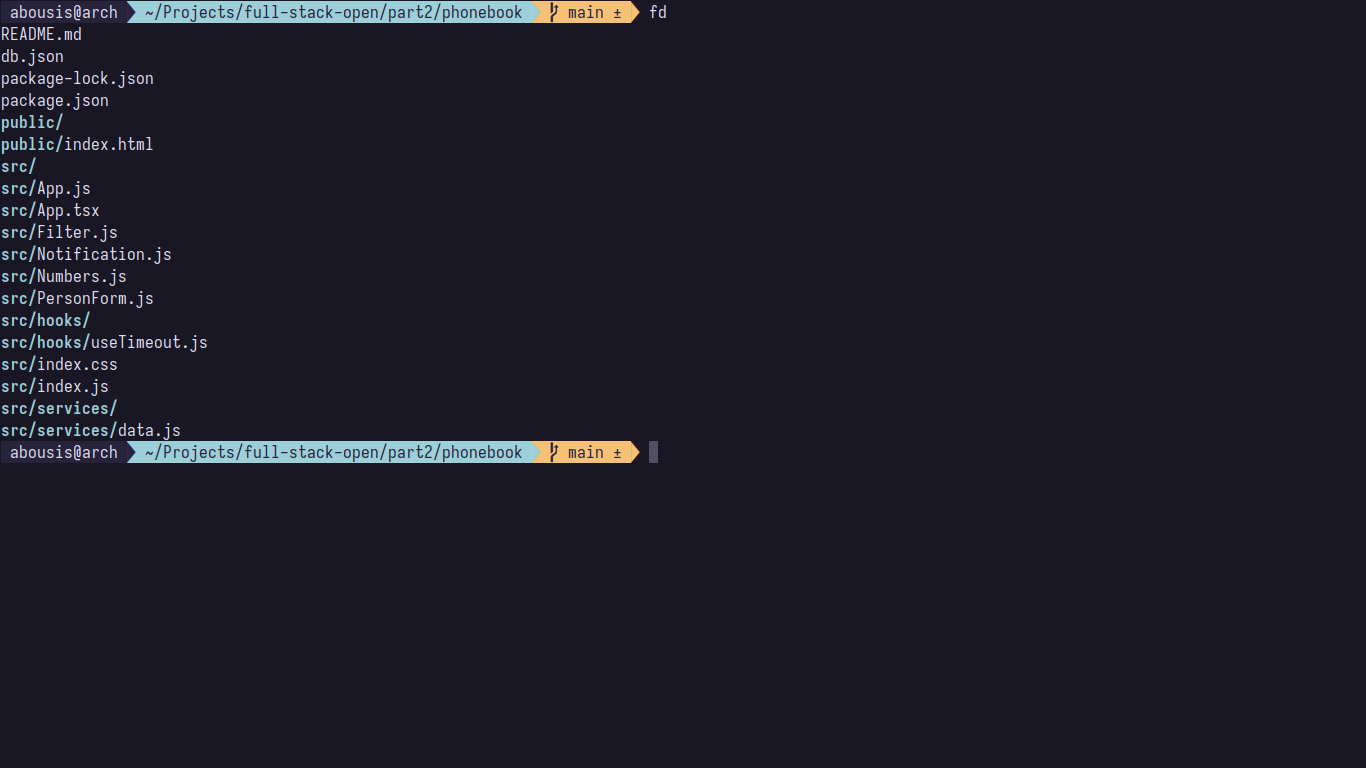 abousis@arch ~/Projects/full-stack-open/part2/phonebook main ± fd
README.md
db.json
package-lock.json
package.json
public/
public/index.html
src/
src/App.js
src/App.tsx
src/Filter.js
src/Notification.js
src/Numbers.js
src/PersonForm.js
src/hooks/
src/hooks/useTimeout.js
src/index.css
src/index.js
src/services/
src/services/data.js
abousis@arch ~/Projects/full-stack-open/part2/phonebook main ±